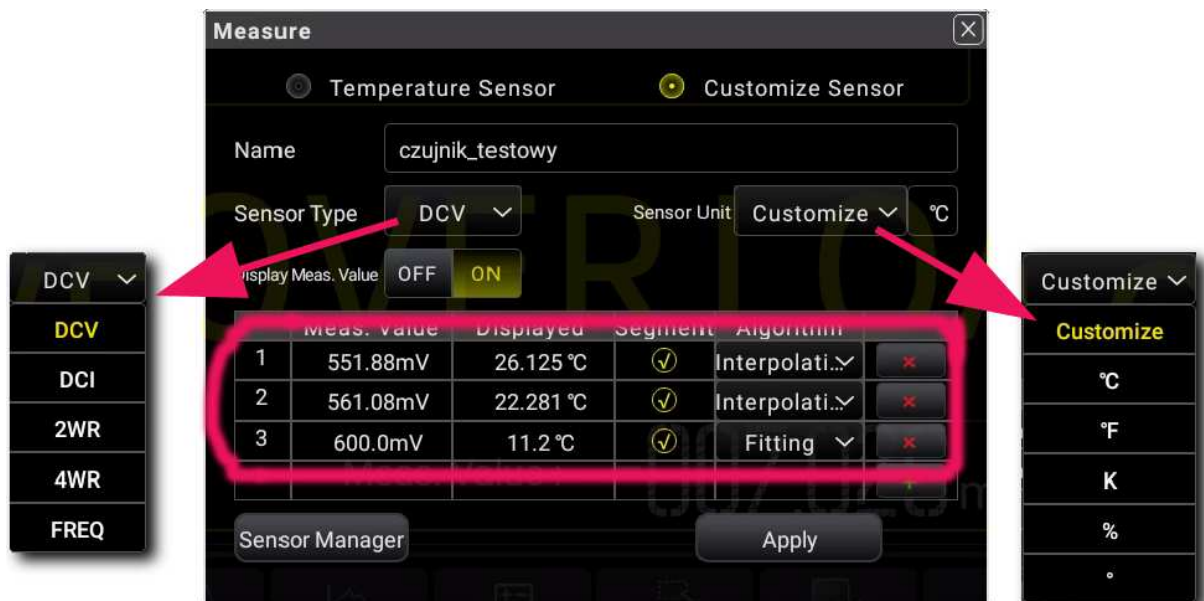 Measure
Temperature Sensor
Customize Sensor
Name
czujnik_testowy
Sensor Type
DCV
Sensor Unit
Customize
℃
Display Meas. Value
OFF
ON
Meas. Value Displayed Segment Algorithm
1 551.88mV 26.125℃ Interpolati...
2 561.08mV 22.281℃ Interpolati...
3 600.0mV 11.2℃ Fitting
+
Sensor Manager
Apply
DCV
DCV
DCI
2WR
4WR
FREQ
Customize
Customize
℃
℉
K
%
°